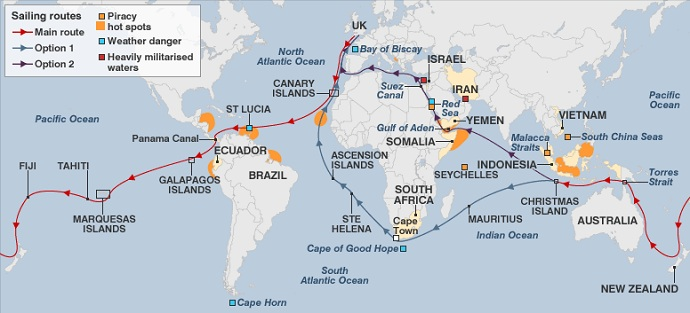 Sailing routes
Main route
Option 1
Option 2
Piracy
hot spots
Weather danger
Heavily militarised
waters
UK
Bay of Biscay
North
Atlantic Ocean
ISRAEL
IRAN
Suez
Canal
CANARY
ISLANDS
Red
Sea
YEMEN
Pacific
Ocean
ST LUCIA
Pacific Ocean
Panama Canal
Gulf of Aden
SOMALIA
VIETNAM
South China Seas
Malacca
Straits
ECUADOR
FIJI
TAHITI
GALAPAGOS
ISLANDS
BRAZIL
ASCENSION
ISLANDS
SEYCHELLES
INDONESIA
Torres
Strait
MARQUESAS
ISLANDS
STE
HELENA
SOUTH
AFRICA
Cape
Town
MAURITIUS
CHRISTMAS
ISLAND
AUSTRALIA
Indian Ocean
Cape of Good Hope
South
Atlantic Ocean
NEW ZEALAND
Cape Horn